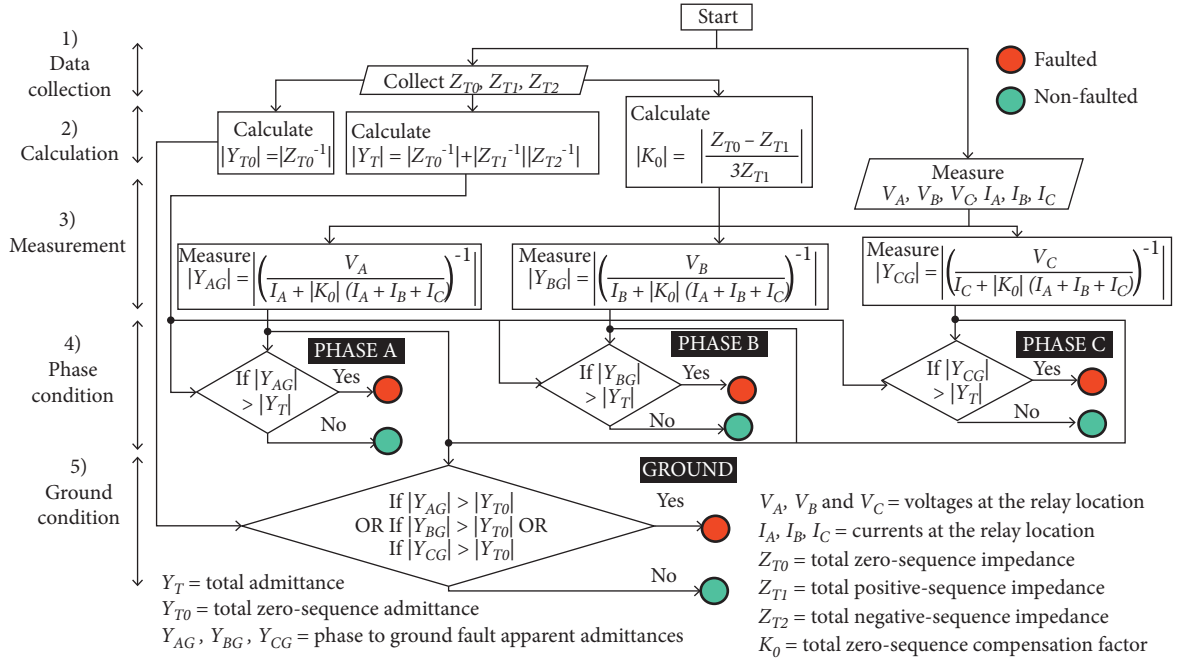 Start
1)
Data
collection
Collect Z_T0, Z_T1, Z_T2
Faulted
Non-faulted
2)
Calculation
Calculate
|Y_T0| =|Z_T0^-1|
Calculate
|Y_T| = |Z_T0^-1|+|Z_T1^-1||Z_T2^-1|
Calculate
|K_0| = |(Z_T0 – Z_T1)/(3Z_T1)|
Measure
V_A, V_B, V_C, I_A, I_B, I_C
3)
Measurement
Measure
|Y_AG| = |(V_A/(I_A + |K_0| (I_A + I_B + I_C)))^-1|
Measure
|Y_BG| = |(V_B/(I_B + |K_0| (I_A + I_B + I_C)))^-1|
Measure
|Y_CG| = |(V_C/(I_C + |K_0| (I_A + I_B + I_C)))^-1|
4)
Phase
condition
PHASE A
If |Y_AG|
> |Y_T|
Yes
No
PHASE B
If |Y_BG|
> |Y_T|
Yes
No
PHASE C
If |Y_CG|
> |Y_T|
Yes
No
5)
Ground
condition
GROUND
If |Y_AG| > |Y_T0|
OR If |Y_BG| > |Y_T0| OR
If |Y_CG| > |Y_T0|
Yes
No
Y_T = total admittance
Y_T0 = total zero-sequence admittance
Y_AG , Y_BG , Y_CG = phase to ground fault apparent admittances
V_A, V_B and V_C = voltages at the relay location
I_A, I_B, I_C = currents at the relay location
Z_T0 = total zero-sequence impedance
Z_T1 = total positive-sequence impedance
Z_T2 = total negative-sequence impedance
K_0 = total zero-sequence compensation factor